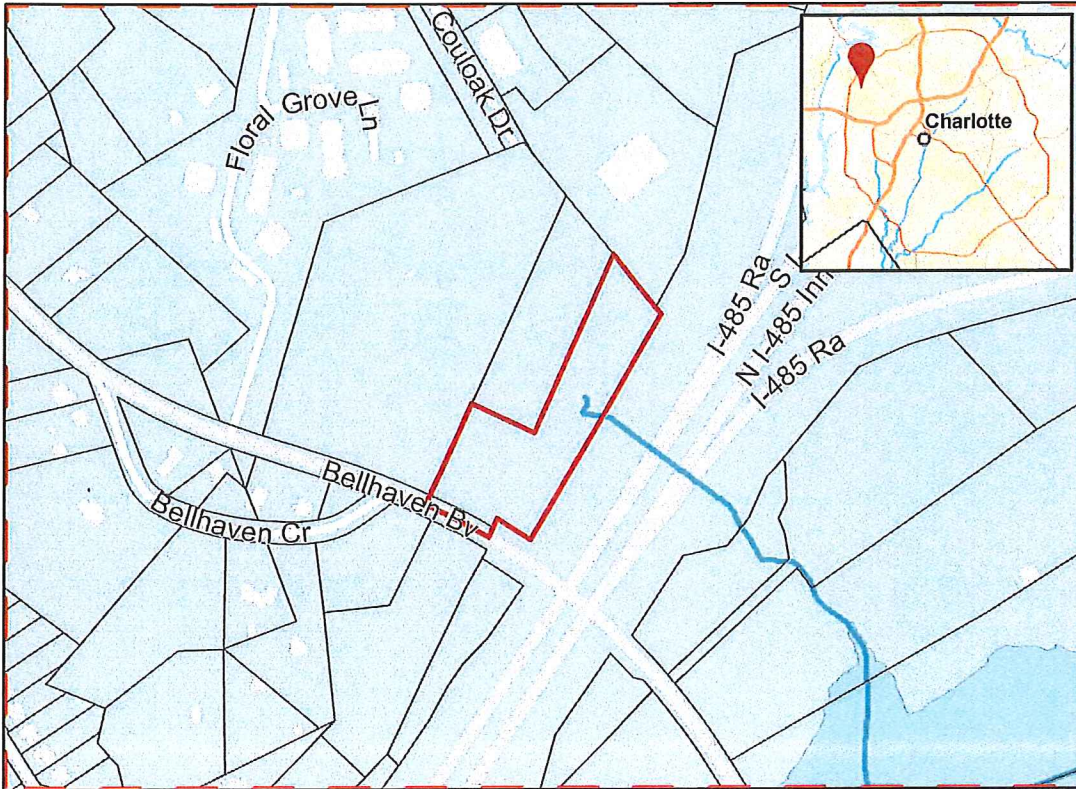 Couloak Dr
Floral Grove Ln
Charlotte
I-485 Ra
S I
N I-485 Inn
I-485 Ra
Bellhaven Bv
Bellhaven Cr